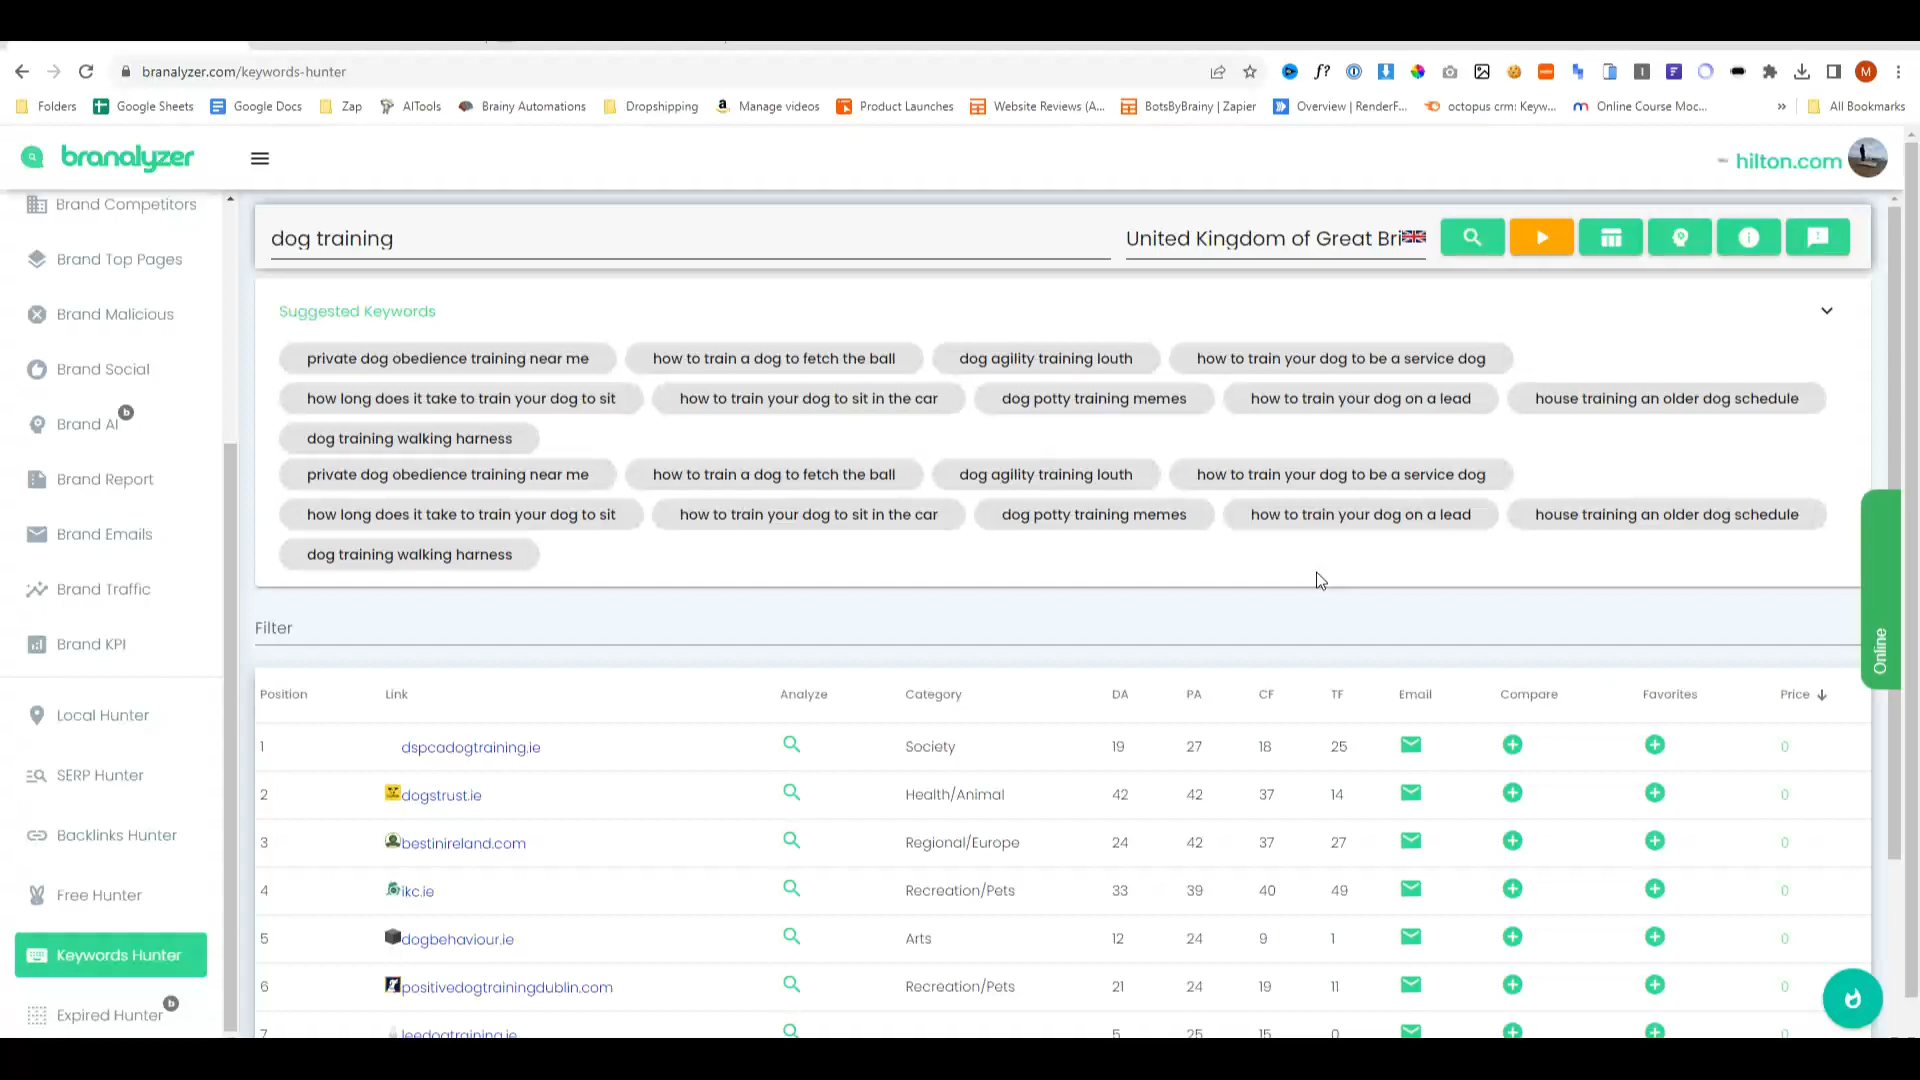 branalyzer.com/keywords-hunter
f?
M
Folders Google Sheets Google Docs Zap AITools Brainy Automations Dropshipping Manage videos Product Launches Website Reviews (A... BotsByBrainy | Zapier Overview | RenderF... octopus crm: Keyw... Online Course Moc... » All Bookmarks
branalyzer
hilton.com
Brand Competitors
Brand Top Pages
Brand Malicious
Brand Social
Brand AI b
Brand Report
Brand Emails
Brand Traffic
Brand KPI
Local Hunter
SERP Hunter
Backlinks Hunter
Free Hunter
Keywords Hunter
Expired Hunter b
dog training United Kingdom of Great Bri
Suggested Keywords
private dog obedience training near me how to train a dog to fetch the ball dog agility training louth how to train your dog to be a service dog
how long does it take to train your dog to sit how to train your dog to sit in the car dog potty training memes how to train your dog on a lead house training an older dog schedule
dog training walking harness
private dog obedience training near me how to train a dog to fetch the ball dog agility training louth how to train your dog to be a service dog
how long does it take to train your dog to sit how to train your dog to sit in the car dog potty training memes how to train your dog on a lead house training an older dog schedule
dog training walking harness
Filter
Position Link Analyze Category DA PA CF TF Email Compare Favorites Price
1 dspcadogtraining.ie Society 19 27 18 25 0
2 dogstrust.ie Health/Animal 42 42 37 14 0
3 bestinireland.com Regional/Europe 24 42 37 27 0
4 ikc.ie Recreation/Pets 33 39 40 49 0
5 dogbehaviour.ie Arts 12 24 9 1 0
6 positivedogtrainingdublin.com Recreation/Pets 21 24 19 11 0
7 leedogtraining.ie 5 25 15 0 0
Online